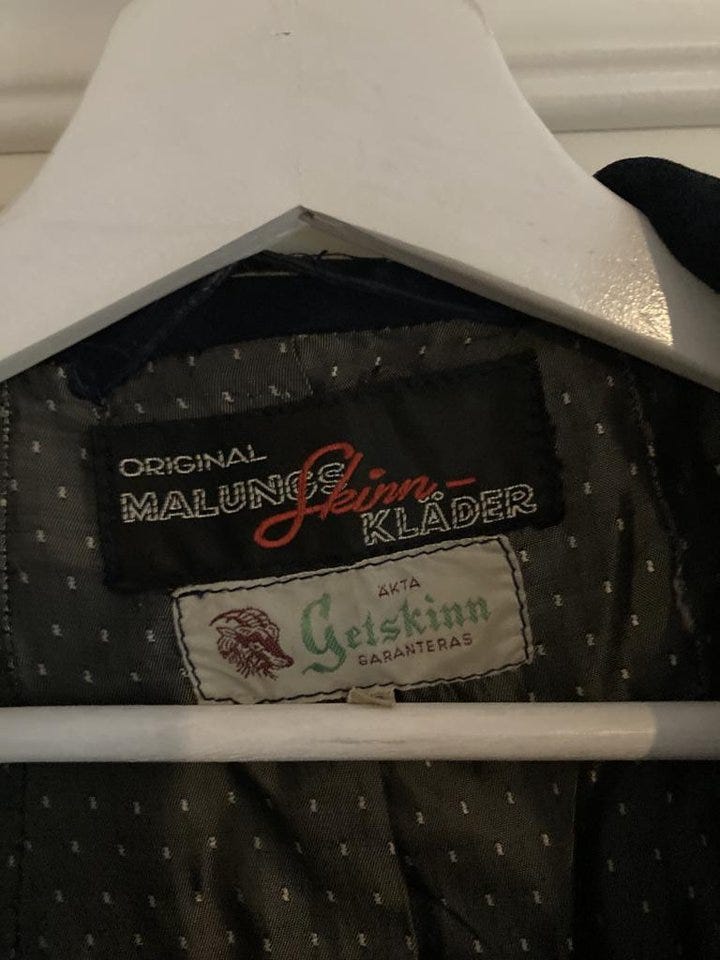 ORIGINAL
MALUNGS Skinn-
KLÄDER
ÄKTA
Getskinn
GARANTERAS